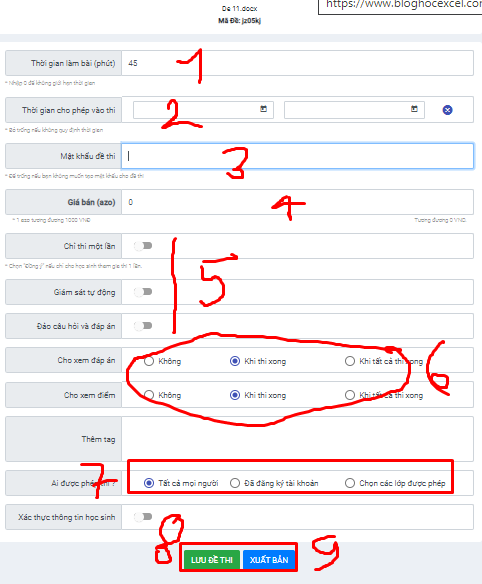 De 11.docx
https://www.bloghocexcel.com
Mã Đề: jz05kj
Thời gian làm bài (phút) 45 1
* Nhập 0 để không giới hạn thời gian
Thời gian cho phép vào thi 2
* Bỏ trống nếu không quy định thời gian
Mật khẩu đề thi 3
* Để trống nếu bạn không muốn tạo mật khẩu cho đề thi
Giá bán (azo) 0 4
* 1 azo tương đương 1000 VNĐ Tương đương 0 VNĐ
Chỉ thi một lần
* Chọn "Đồng ý" nếu chỉ cho học sinh tham gia thi 1 lần.
Giám sát tự động 5
Đảo câu hỏi và đáp án
Cho xem đáp án Không Khi thi xong Khi tất cả thi xong 6
Cho xem điểm Không Khi thi xong Khi tất cả thi xong
Thêm tag
Ai được phép thi ? 7 Tất cả mọi người Đã đăng ký tài khoản Chọn các lớp được phép
Xác thực thông tin học sinh
8 LƯU ĐỀ THI XUẤT BẢN 9